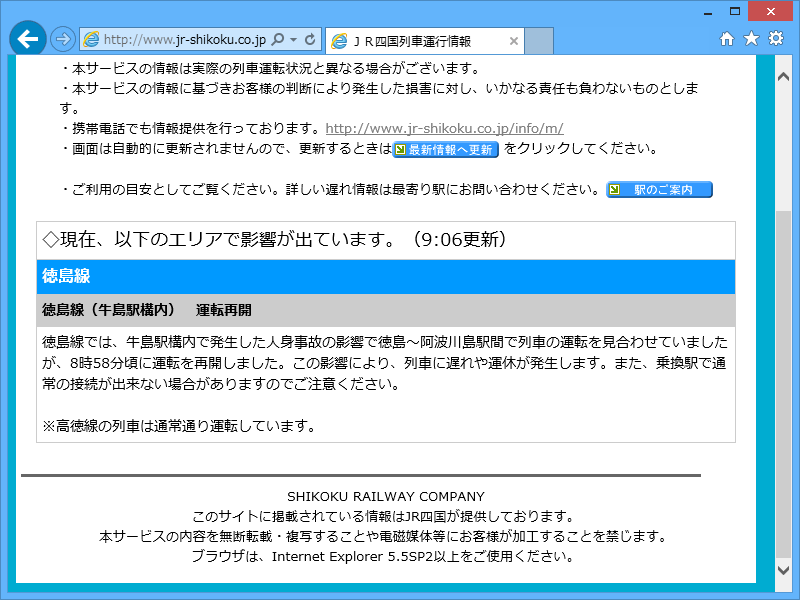 http://www.jr-shikoku.co.jp
ＪＲ四国列車運行情報
・本サービスの情報は実際の列車運転状況と異なる場合がございます。
・本サービスの情報に基づきお客様の判断により発生した損害に対し、いかなる責任も負わないものとしま
す。
・携帯電話でも情報提供を行っております。http://www.jr-shikoku.co.jp/info/m/
・画面は自動的に更新されませんので、更新するときは 最新情報へ更新 をクリックしてください。
・ご利用の目安としてご覧ください。詳しい遅れ情報は最寄り駅にお問い合わせください。 駅のご案内
◇現在、以下のエリアで影響が出ています。（9:06更新）
徳島線
徳島線（牛島駅構内）　運転再開
徳島線では、牛島駅構内で発生した人身事故の影響で徳島～阿波川島駅間で列車の運転を見合わせていました
が、8時58分頃に運転を再開しました。この影響により、列車に遅れや運休が発生します。また、乗換駅で通
常の接続が出来ない場合がありますのでご注意ください。
※高徳線の列車は通常通り運転しています。
SHIKOKU RAILWAY COMPANY
このサイトに掲載されている情報はJR四国が提供しております。
本サービスの内容を無断転載・複写することや電磁媒体等にお客様が加工することを禁じます。
ブラウザは、Internet Explorer 5.5SP2以上をご使用ください。